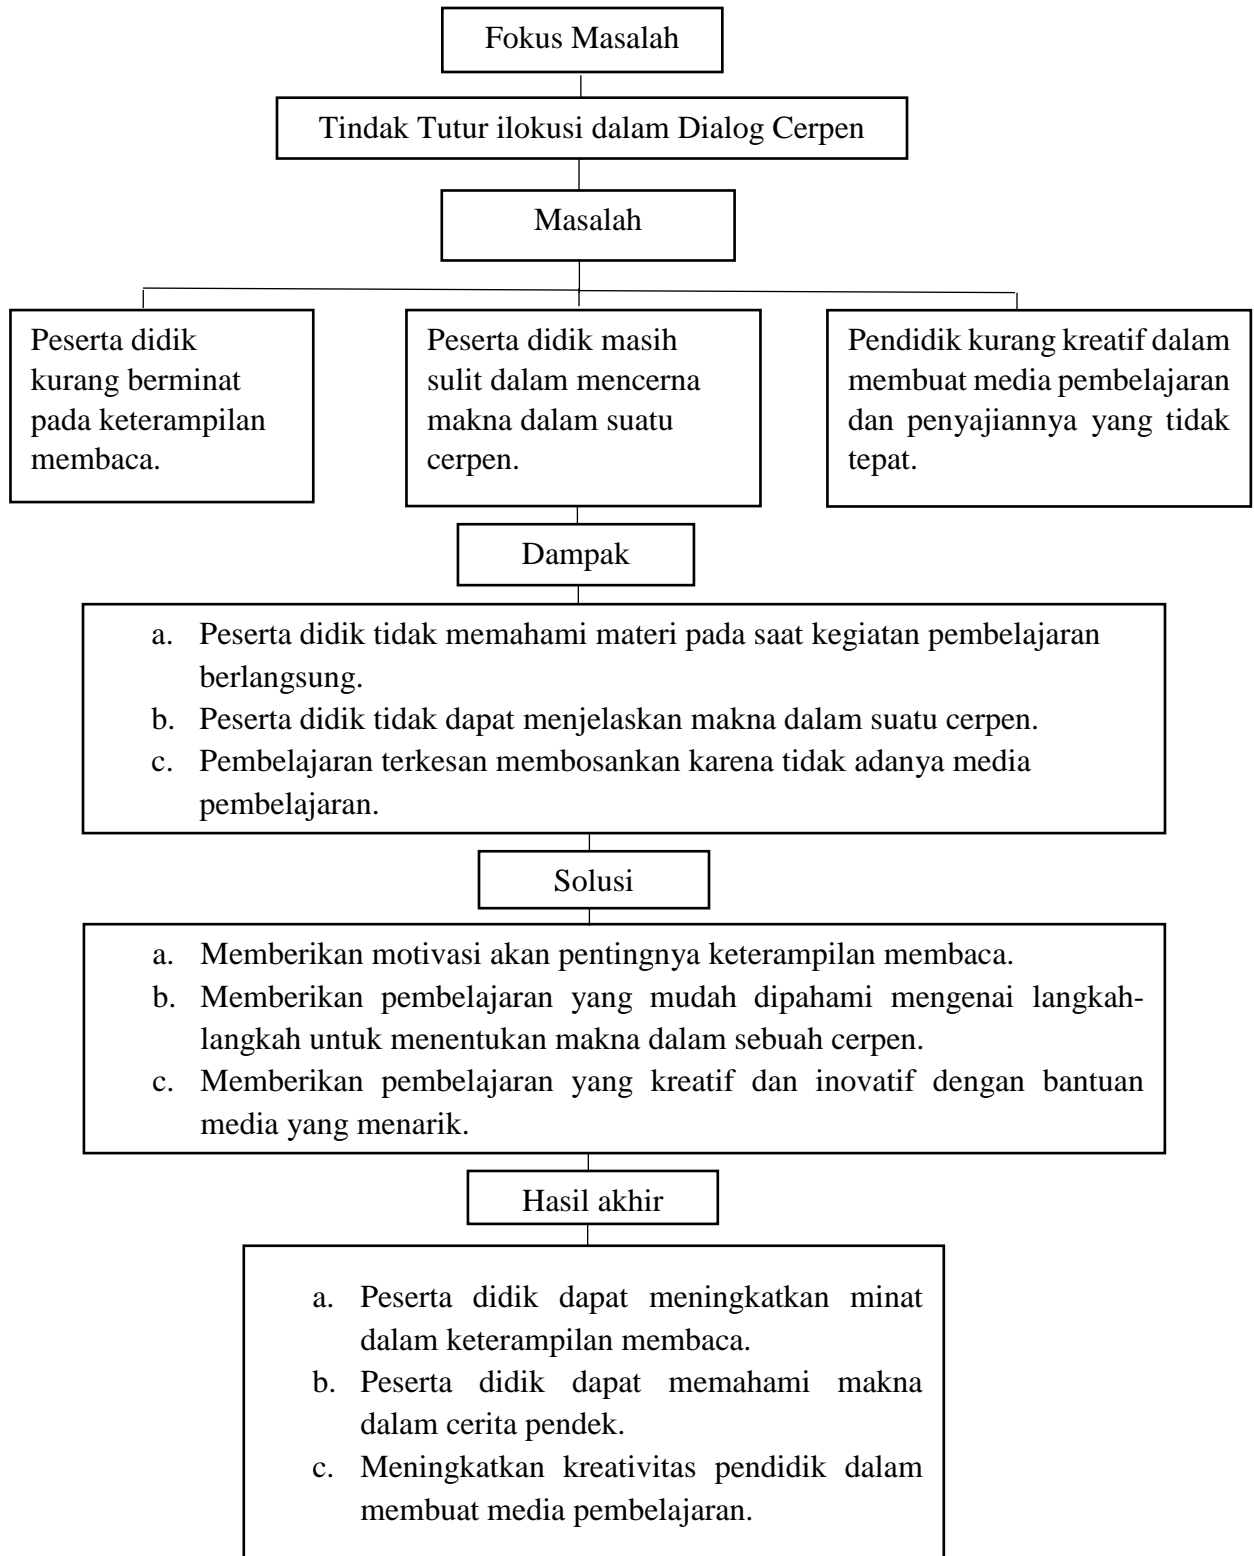 Fokus Masalah
Tindak Tutur ilokusi dalam Dialog Cerpen
Masalah
Peserta didik
kurang berminat
pada keterampilan
membaca.
Peserta didik masih
sulit dalam mencerna
makna dalam suatu
cerpen.
Pendidik kurang kreatif dalam
membuat media pembelajaran
dan penyajiannya yang tidak
tepat.
Dampak
a. Peserta didik tidak memahami materi pada saat kegiatan pembelajaran
berlangsung.
b. Peserta didik tidak dapat menjelaskan makna dalam suatu cerpen.
c. Pembelajaran terkesan membosankan karena tidak adanya media
pembelajaran.
Solusi
a. Memberikan motivasi akan pentingnya keterampilan membaca.
b. Memberikan pembelajaran yang mudah dipahami mengenai langkah-
langkah untuk menentukan makna dalam sebuah cerpen.
c. Memberikan pembelajaran yang kreatif dan inovatif dengan bantuan
media yang menarik.
Hasil akhir
a. Peserta didik dapat meningkatkan minat
dalam keterampilan membaca.
b. Peserta didik dapat memahami makna
dalam cerita pendek.
c. Meningkatkan kreativitas pendidik dalam
membuat media pembelajaran.